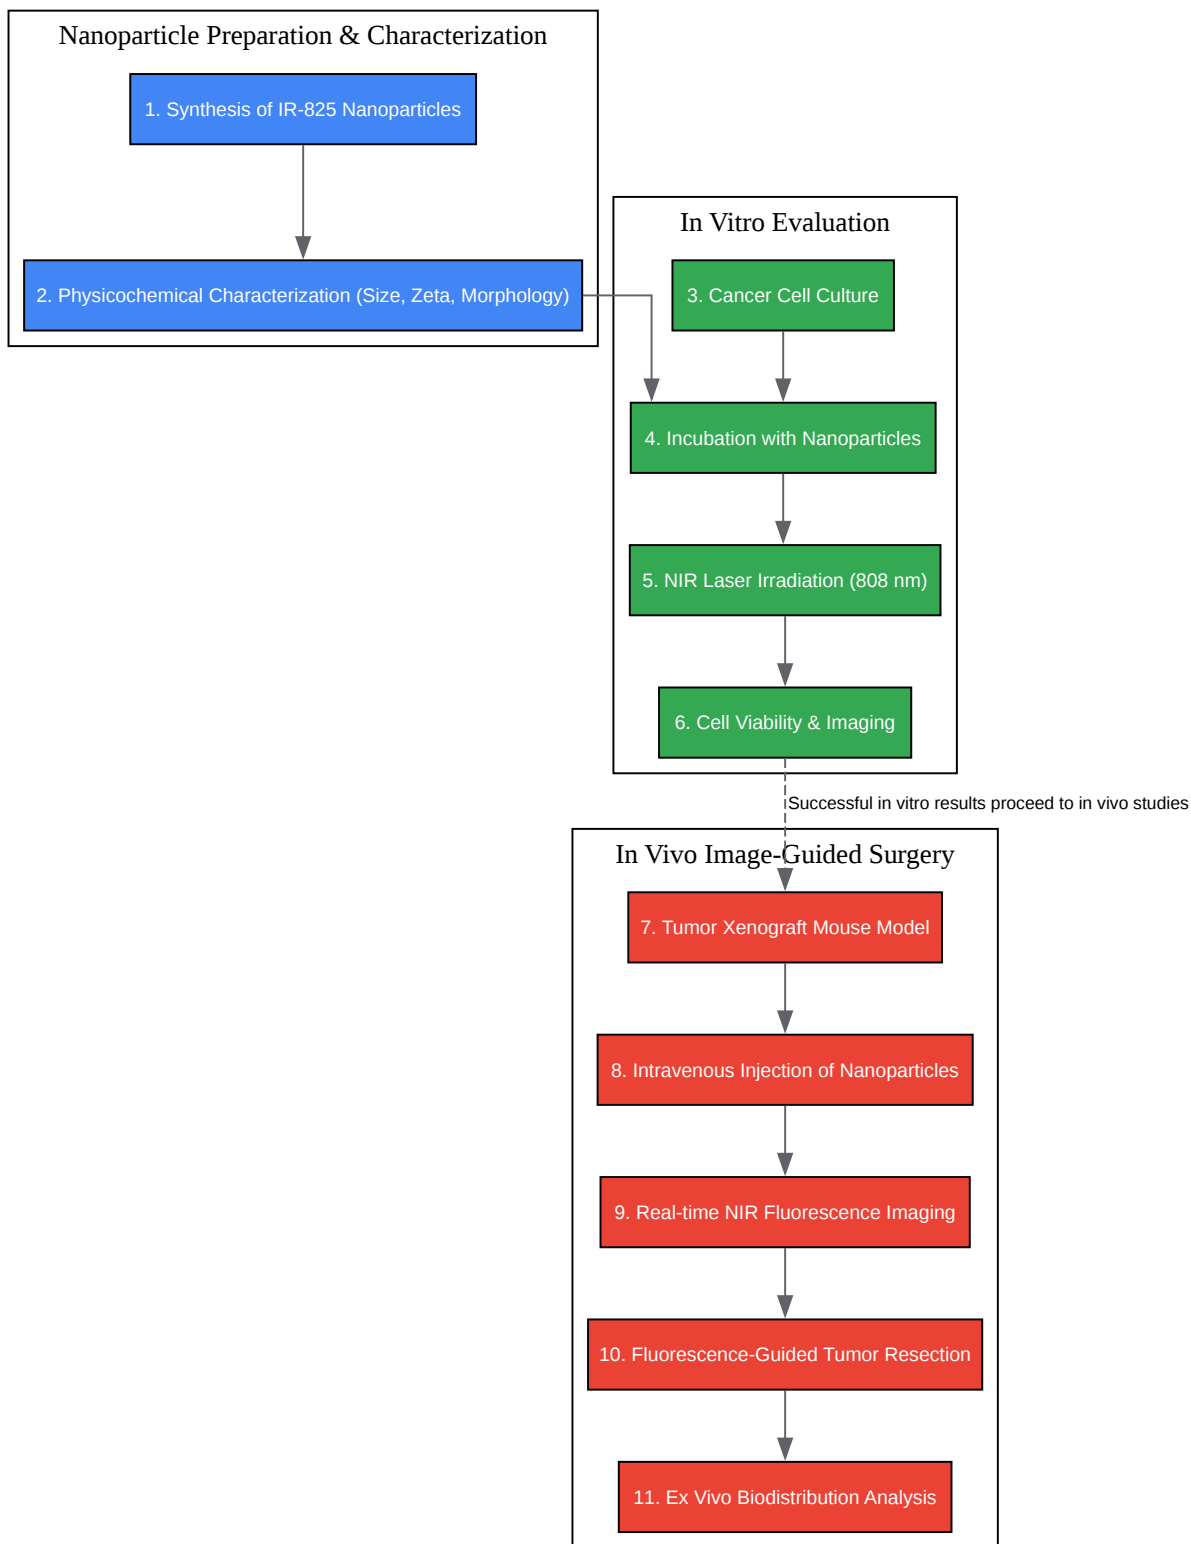 Nanoparticle Preparation & Characterization
1. Synthesis of IR-825 Nanoparticles
2. Physicochemical Characterization (Size, Zeta, Morphology)
In Vitro Evaluation
3. Cancer Cell Culture
4. Incubation with Nanoparticles
5. NIR Laser Irradiation (808 nm)
6. Cell Viability & Imaging
Successful in vitro results proceed to in vivo studies
In Vivo Image-Guided Surgery
7. Tumor Xenograft Mouse Model
8. Intravenous Injection of Nanoparticles
9. Real-time NIR Fluorescence Imaging
10. Fluorescence-Guided Tumor Resection
11. Ex Vivo Biodistribution Analysis